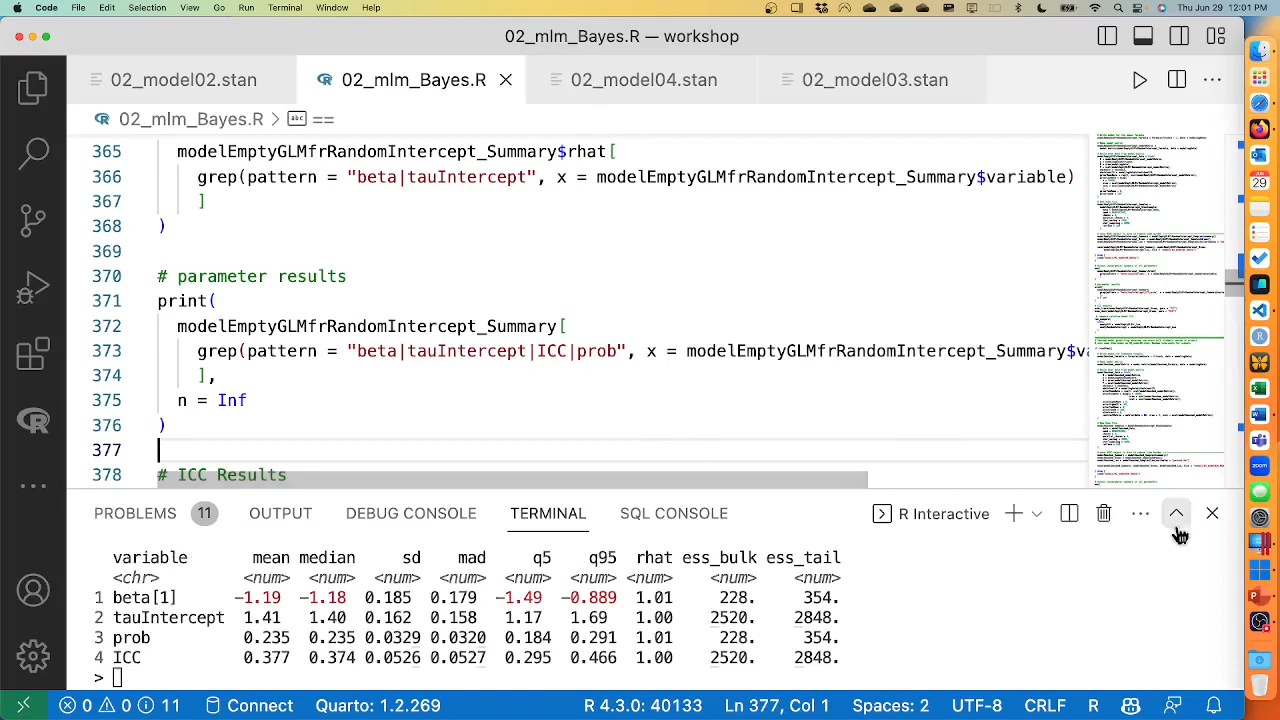 Code File Edit Selection View Go Run Terminal Window Help Thu Jun 29 12:01 PM
02_mlm_Bayes.R — workshop
02_model02.stan 02_mlm_Bayes.R 02_model04.stan 02_model03.stan
02_mlm_Bayes.R > abc ==
365 modelEmptyGLMfrRandomIntercept_Summary$rhat[
366 grep(pattern = "beta|tauIntercept", x = modelEmptyGLMfrRandomIntercept_Summary$variable)
367 ]
368 )
369
370 # parameter results
371 print(
372 modelEmptyGLMfrRandomIntercept_Summary[
373 grep(pattern = "beta|tauIntercept|ICC|prob", x = modelEmptyGLMfrRandomIntercept_Summary$va
374 ],
375 n = Inf
376 )
377
378 # ICC Results
PROBLEMS 11 OUTPUT DEBUG CONSOLE TERMINAL SQL CONSOLE R Interactive
variable mean median sd mad q5 q95 rhat ess_bulk ess_tail
<chr> <num> <num> <num> <num> <num> <num> <num> <num> <num>
1 beta[1] -1.19 -1.18 0.185 0.179 -1.49 -0.889 1.01 228. 354.
2 tauIntercept 1.41 1.40 0.162 0.158 1.17 1.69 1.00 2520. 2848.
3 prob 0.235 0.235 0.0329 0.0320 0.184 0.291 1.01 228. 354.
4 ICC 0.377 0.374 0.0526 0.0527 0.295 0.466 1.00 2520. 2848.
>
0 0 11 Connect Quarto: 1.2.269 R 4.3.0: 40133 Ln 377, Col 1 Spaces: 2 UTF-8 CRLF R